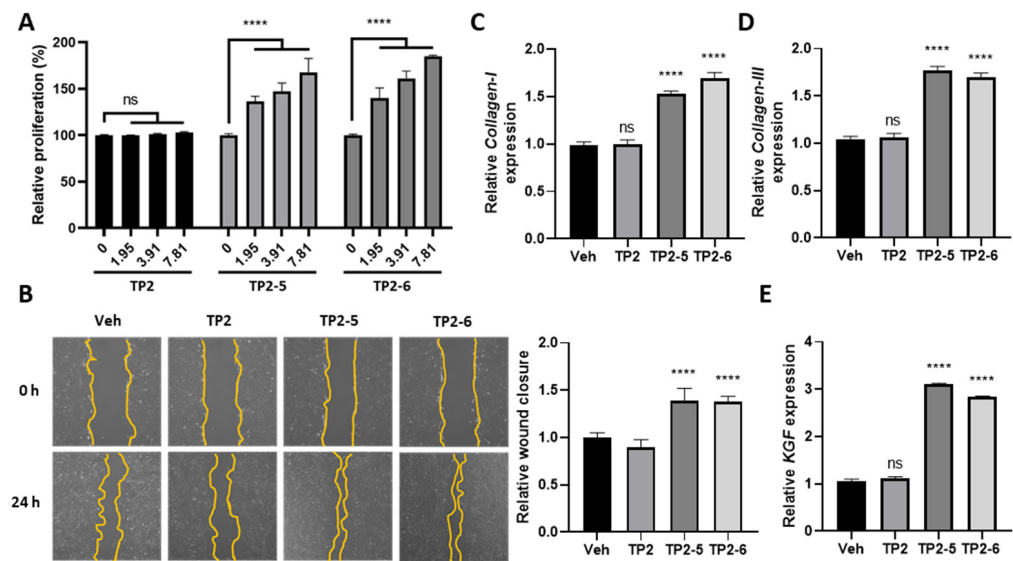 A
Relative proliferation (%)
200
150
100
50
0
ns
****
****
0 1.95 3.91 7.81 0 1.95 3.91 7.81 0 1.95 3.91 7.81
TP2 TP2-5 TP2-6
B
Veh TP2 TP2-5 TP2-6
0 h
24 h
Relative wound closure
2.0
1.5
1.0
0.5
0.0
**** ****
Veh TP2 TP2-5 TP2-6
C
Relative Collagen-I
expression
2.0
1.5
1.0
0.5
0.0
ns **** ****
Veh TP2 TP2-5 TP2-6
D
Relative Collagen-III
expression
2.0
1.5
1.0
0.5
0.0
ns **** ****
Veh TP2 TP2-5 TP2-6
E
Relative KGF expression
4
3
2
1
0
ns **** ****
Veh TP2 TP2-5 TP2-6